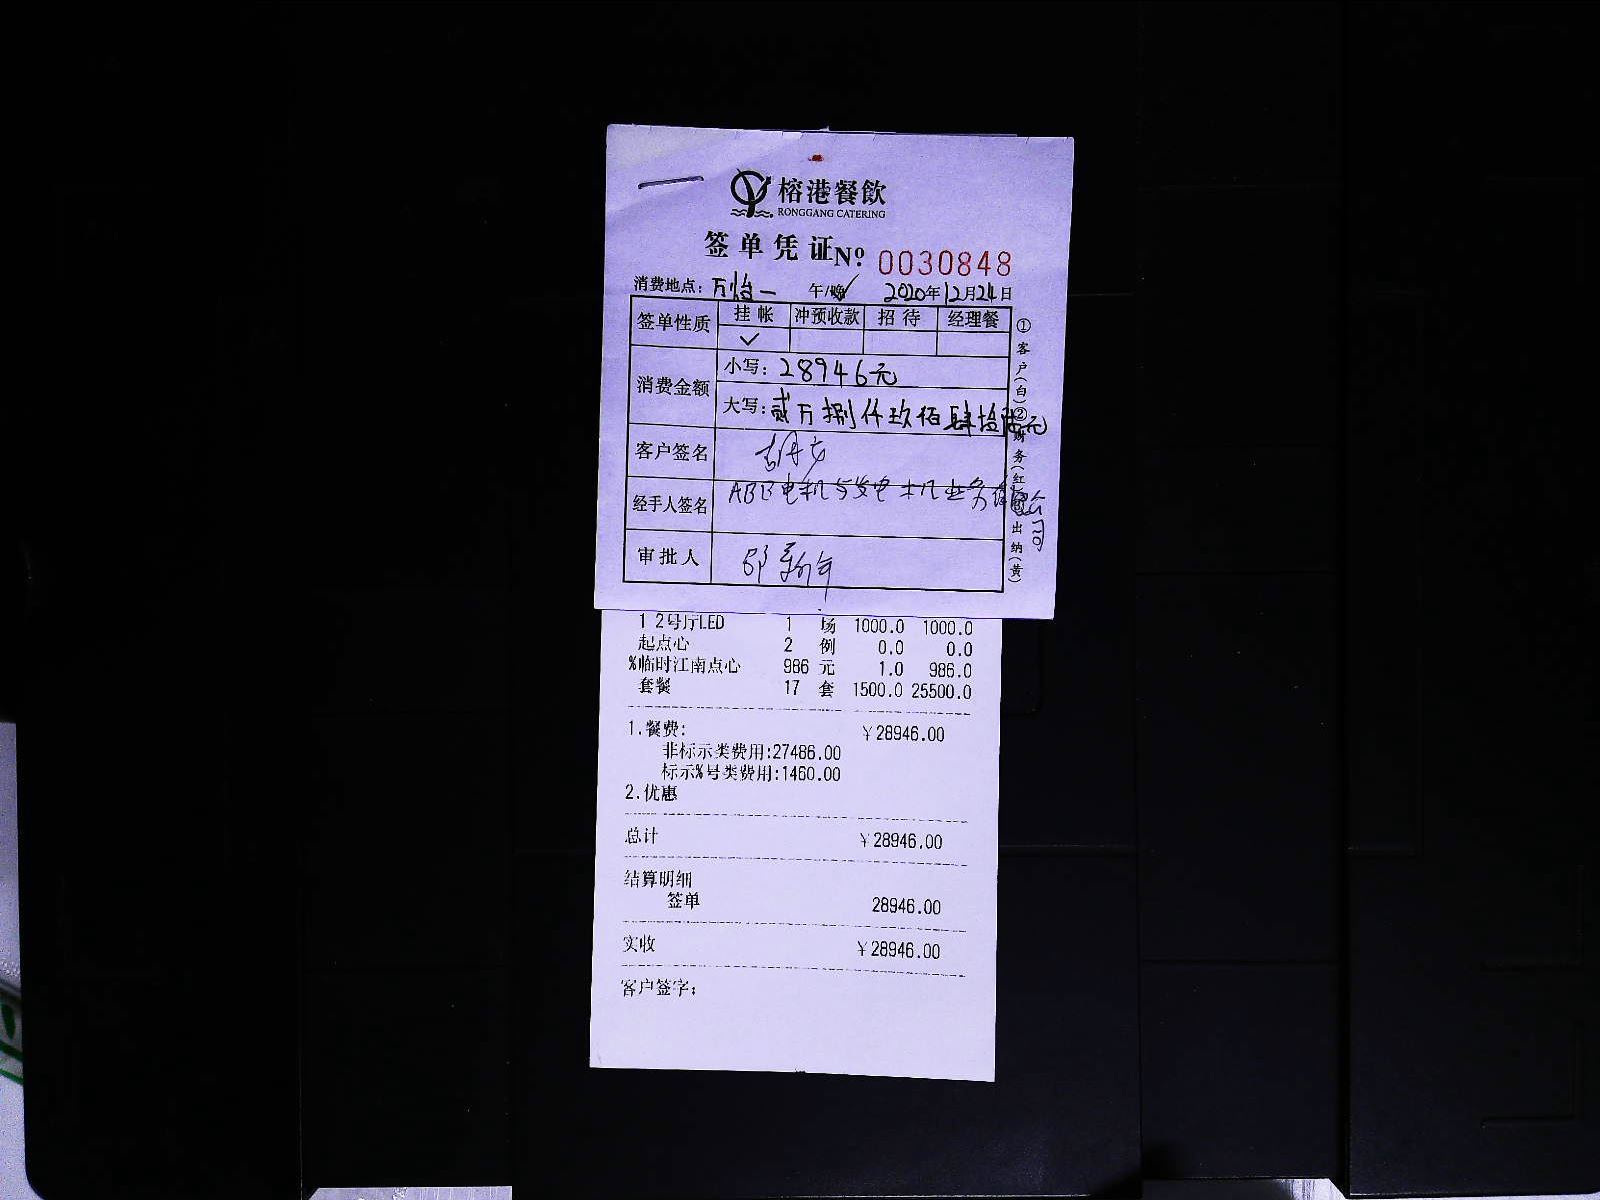 榕港餐飲
RONGGANG CATERING
签单凭证 Nº 0030848
消费地点: 万怡一 午/晚✓ 2020年12月24日
签单性质 挂帐 冲预收款 招待 经理餐
✓
消费金额 小写: 28946元
大写: 贰万捌仟玖佰肆拾陆元
客户签名
经手人签名 ABB电机与发电机业务
审批人 邱新年
①客户(白)②财务(红)③出纳(黄)
1 2号厅LED 1 场 1000.0 1000.0
起点心 2 例 0.0 0.0
%临时江南点心 986 元 1.0 986.0
套餐 17 套 1500.0 25500.0
1.餐费: ￥28946.00
非标示类费用:27486.00
标示%号类费用:1460.00
2.优惠
总计 ￥28946.00
结算明细
签单 28946.00
实收 ￥28946.00
客户签字: